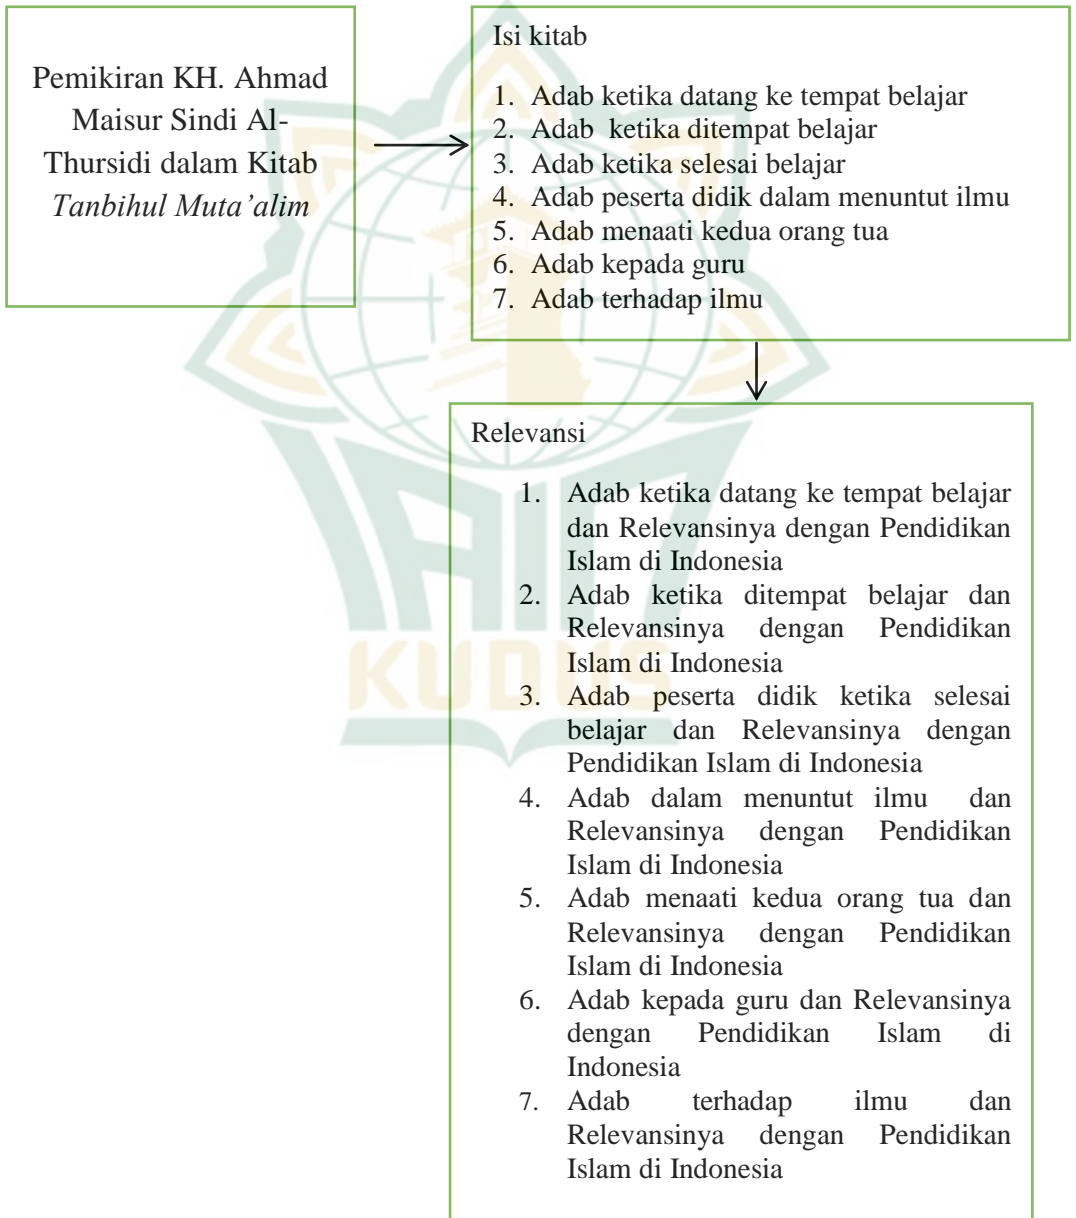 Pemikiran KH. Ahmad
Maisur Sindi Al-
Thursidi dalam Kitab
Tanbihul Muta’alim
Isi kitab
1. Adab ketika datang ke tempat belajar
2. Adab ketika ditempat belajar
3. Adab ketika selesai belajar
4. Adab peserta didik dalam menuntut ilmu
5. Adab menaati kedua orang tua
6. Adab kepada guru
7. Adab terhadap ilmu
Relevansi
1. Adab ketika datang ke tempat belajar
dan Relevansinya dengan Pendidikan
Islam di Indonesia
2. Adab ketika ditempat belajar dan
Relevansinya dengan Pendidikan
Islam di Indonesia
3. Adab peserta didik ketika selesai
belajar dan Relevansinya dengan
Pendidikan Islam di Indonesia
4. Adab dalam menuntut ilmu dan
Relevansinya dengan Pendidikan
Islam di Indonesia
5. Adab menaati kedua orang tua dan
Relevansinya dengan Pendidikan
Islam di Indonesia
6. Adab kepada guru dan Relevansinya
dengan Pendidikan Islam di
Indonesia
7. Adab terhadap ilmu dan
Relevansinya dengan Pendidikan
Islam di Indonesia
IAIN
KUDUS